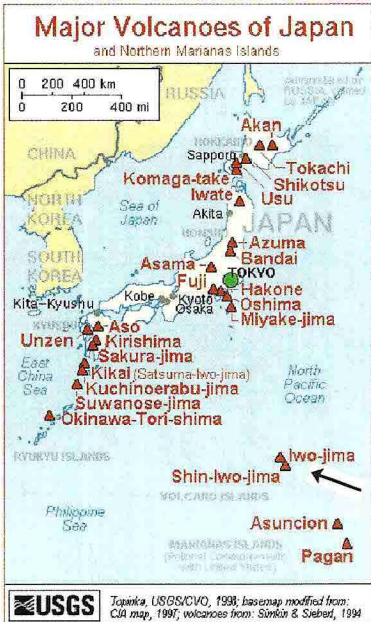 Major Volcanoes of Japan
and Northern Marianas Islands
0 200 400 km
0 200 400 mi
RUSSIA
CHINA
Akan
HOKKAIDO
Sapporo
Tokachi
Komaga-take
Shikotsu
Iwate
Usu
NORTH
KOREA
Sea of
Japan
Akita
JAPAN
SOUTH
KOREA
Azuma
Bandai
Asama
TOKYO
Fuji
Kobe
Kyoto
Hakone
Kita-Kyushu
Osaka
Oshima
Miyake-jima
KYUSHU
Aso
Unzen
Kirishima
East
China
Sea
Sakura-jima
Kikai (Satsuma-Iwo-jima)
North
Pacific
Ocean
Kuchinoerabu-jima
Suwanose-jima
Okinawa-Tori-shima
RYUKYU ISLANDS
Iwo-jima
Shin-Iwo-jima
VOLCANO ISLANDS
Philippine
Sea
Asuncion
MARIANAS ISLANDS
Pagan
USGS
Topinka, USGS/CVO, 1998; basemap modified from:
CIA map, 1997; volcanoes from: Simkin & Siebert, 1994